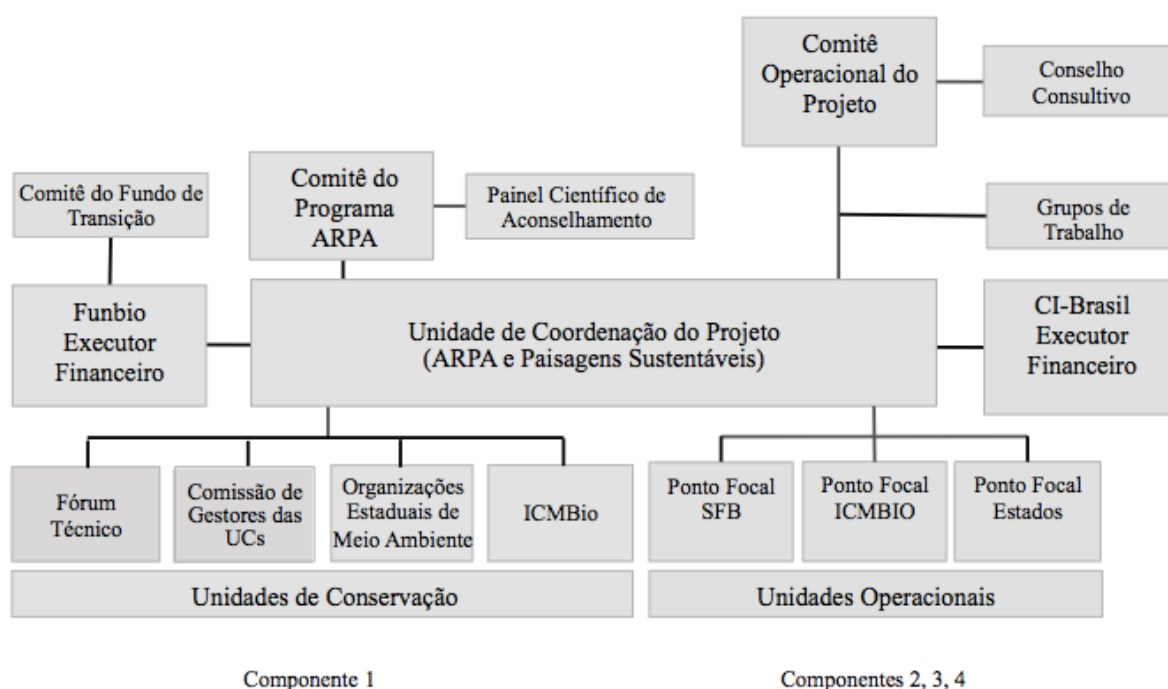 Comitê
Operacional do
Projeto
Conselho
Consultivo
Comitê do Fundo de
Transição
Comitê do
Programa
ARPA
Painel Científico de
Aconselhamento
Grupos de
Trabalho
Funbio
Executor
Financeiro
Unidade de Coordenação do Projeto
(ARPA e Paisagens Sustentáveis)
CI-Brasil
Executor
Financeiro
Fórum
Técnico
Comissão de
Gestores das
UCs
Organizações
Estaduais de
Meio Ambiente
ICMBio
Ponto Focal
SFB
Ponto Focal
ICMBIO
Ponto Focal
Estados
Unidades de Conservação
Unidades Operacionais
Componente 1
Componentes 2, 3, 4